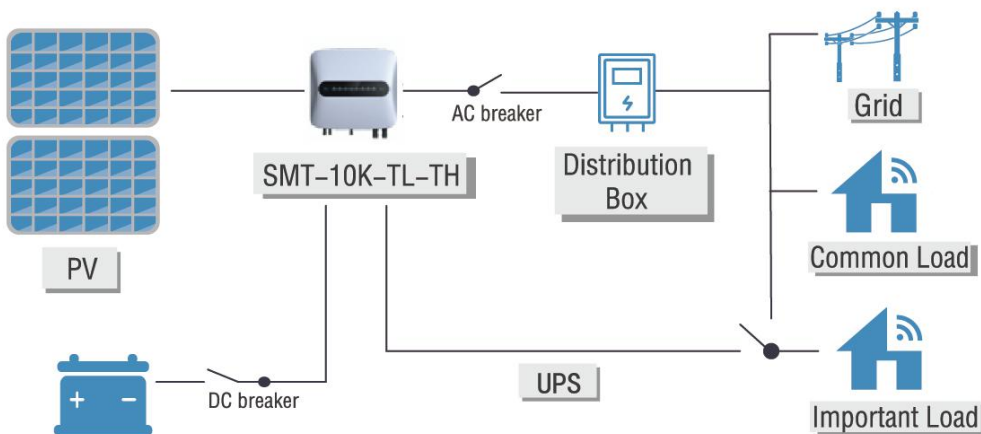 Grid
AC breaker
SMT-10K-TL-TH
Distribution
Box
PV
Common Load
UPS
DC breaker
Important Load